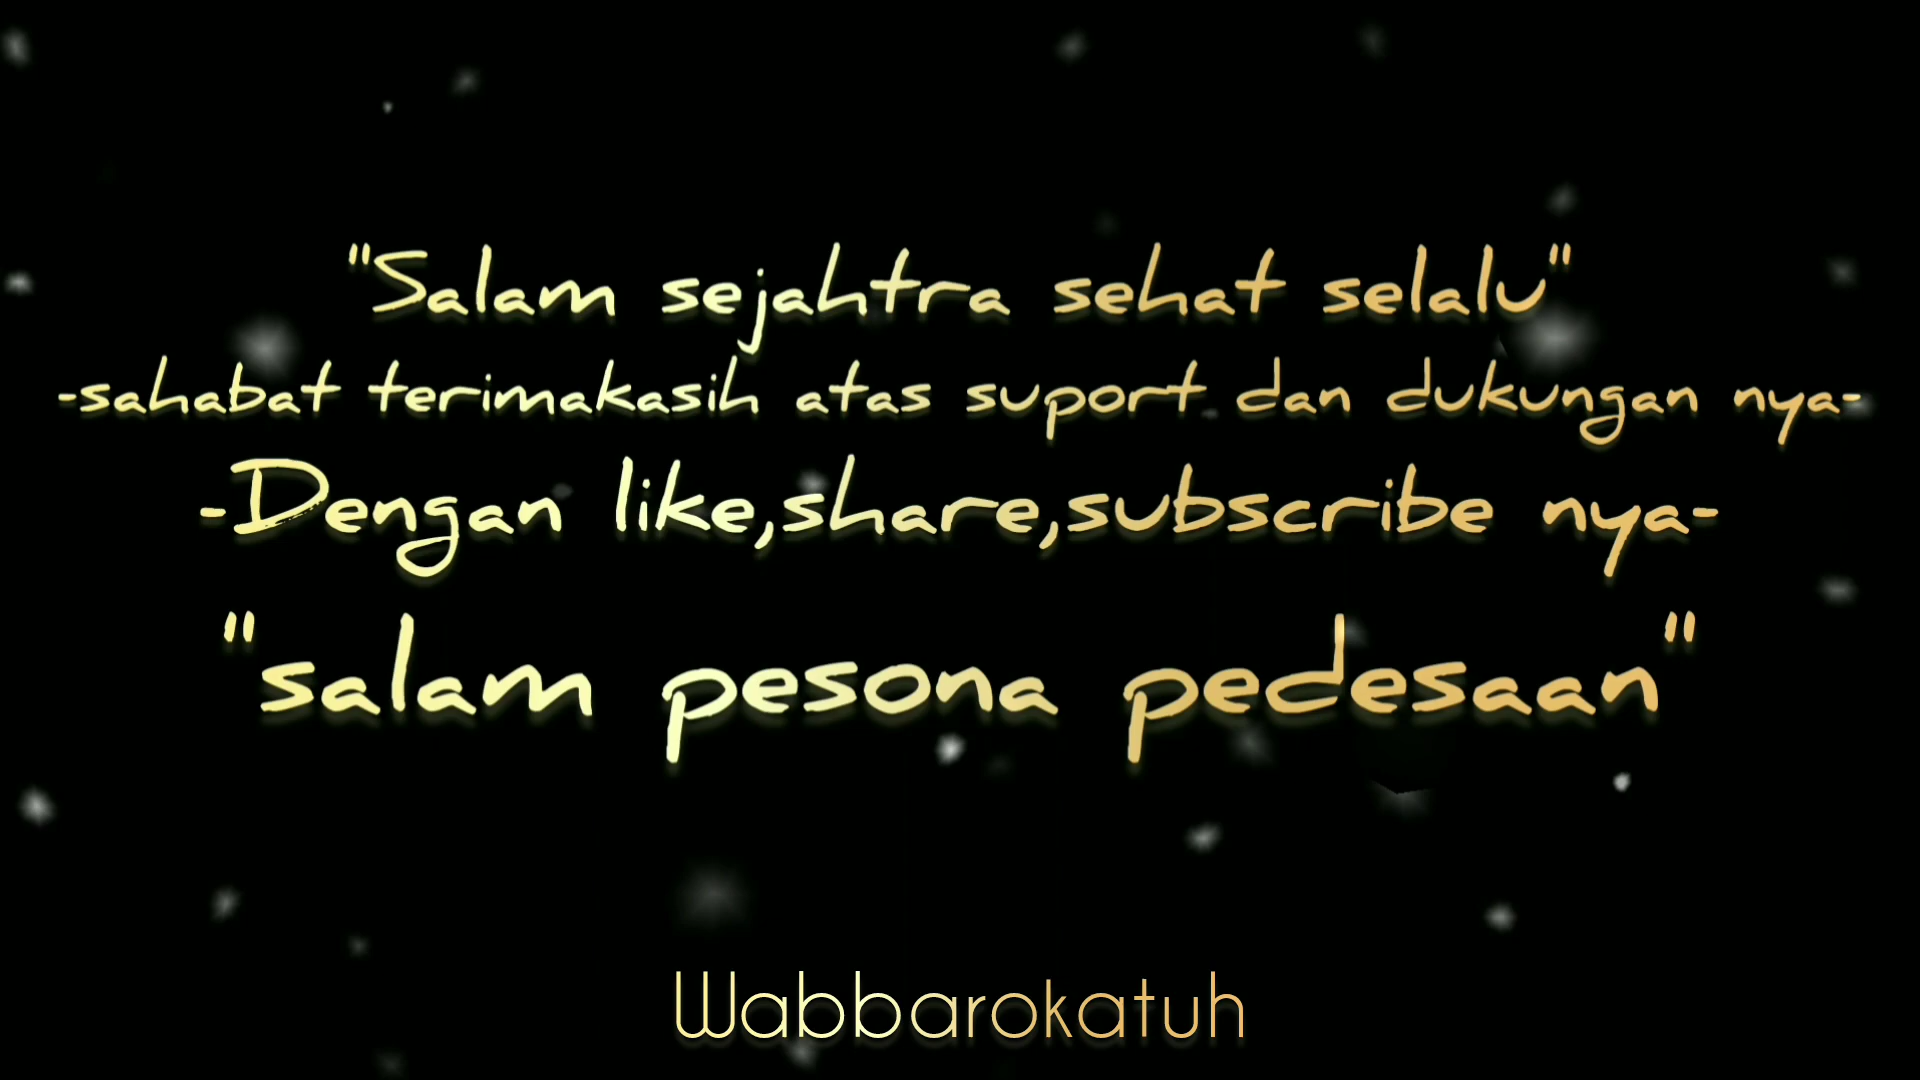 "Salam sejahtra sehat selalu"
-sahabat terimakasih atas suport dan dukungan nya-
-Dengan like,share,subscribe nya-
"salam pesona pedesaan"
Wabbarokatuh